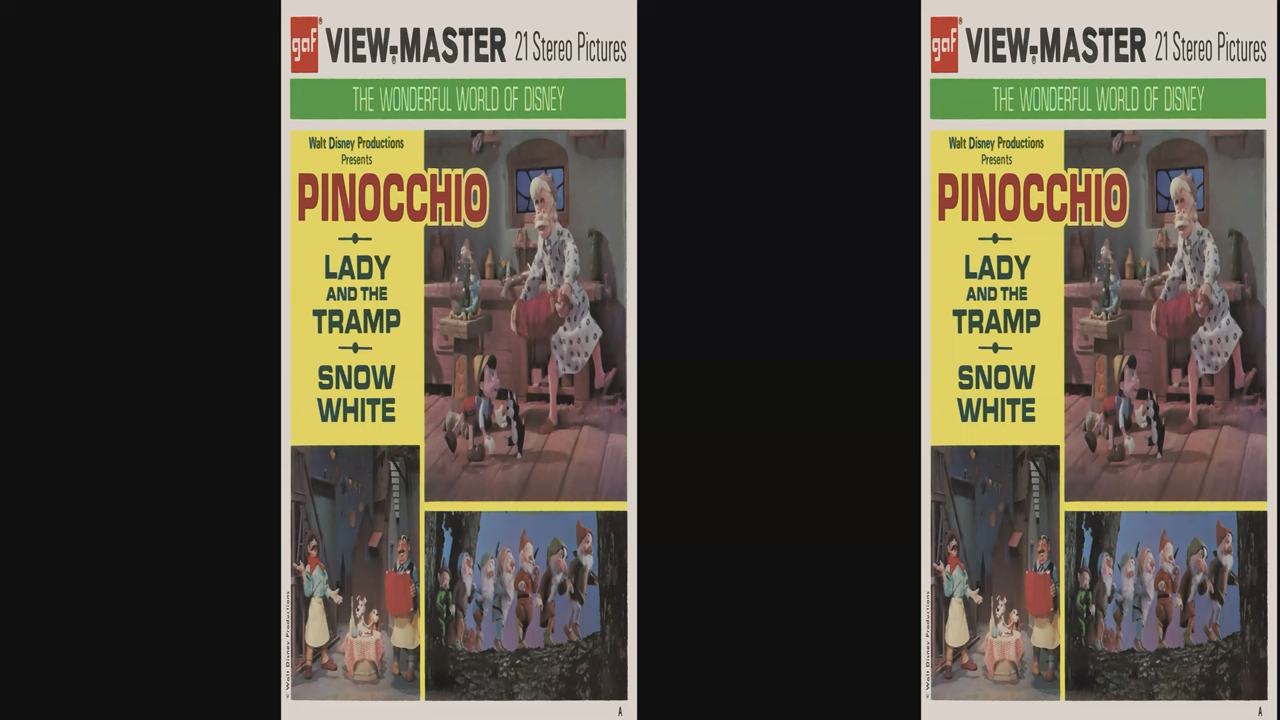 gaf VIEW-MASTER 21 Stereo Pictures
THE WONDERFUL WORLD OF DISNEY
Walt Disney Productions
Presents
PINOCCHIO
LADY
AND THE
TRAMP
SNOW
WHITE
© Walt Disney Productions
A
gaf VIEW-MASTER 21 Stereo Pictures
THE WONDERFUL WORLD OF DISNEY
Walt Disney Productions
Presents
PINOCCHIO
LADY
AND THE
TRAMP
SNOW
WHITE
© Walt Disney Productions
A